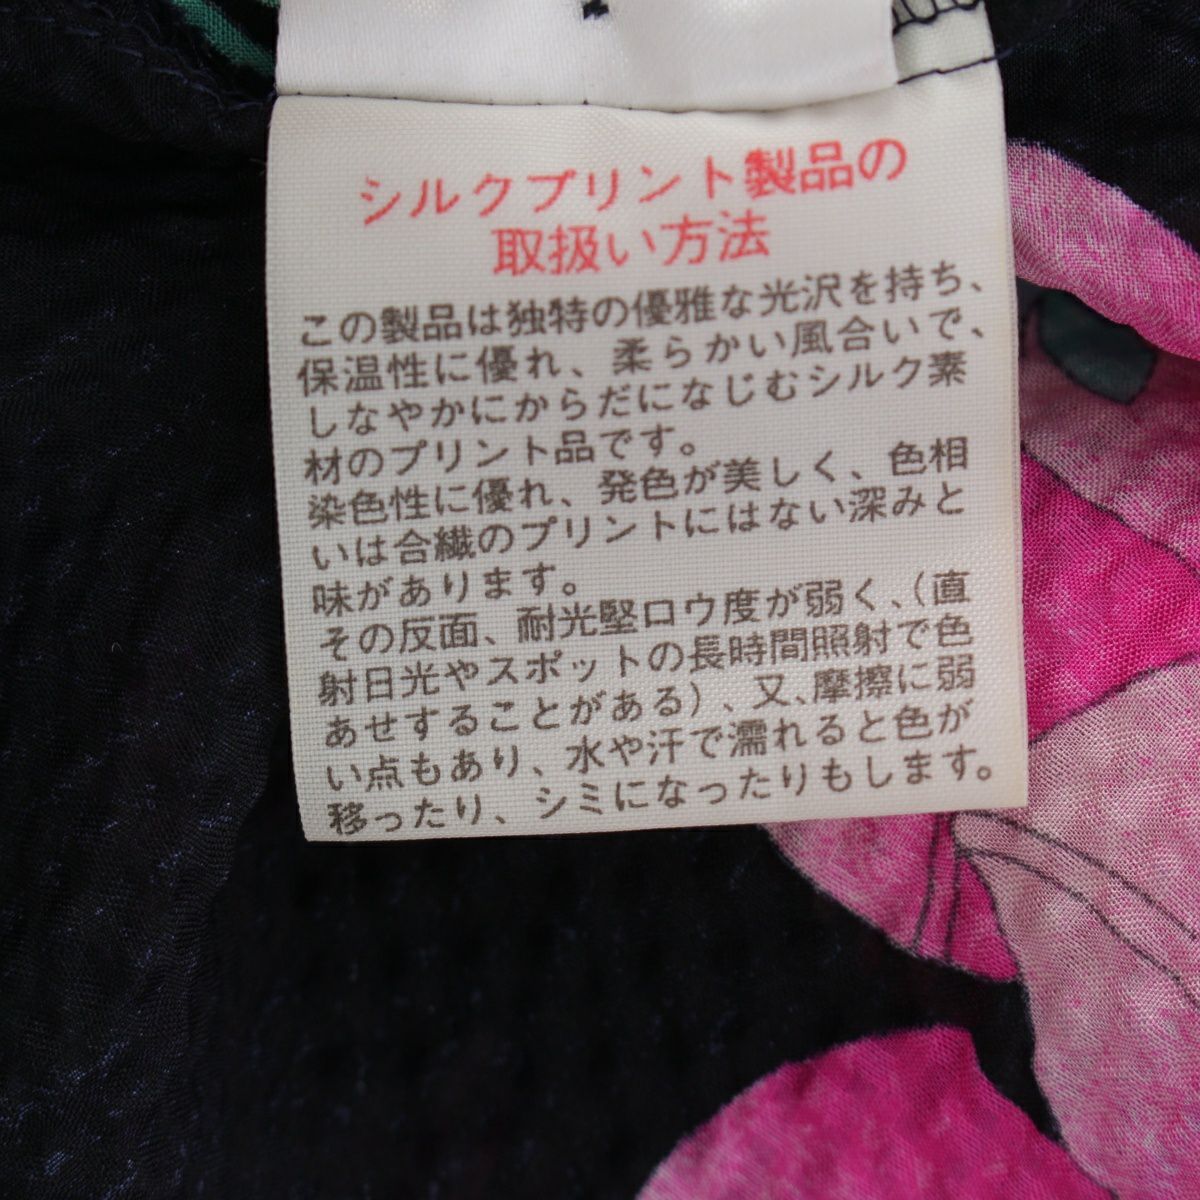 シルクプリント製品の
取扱い方法
この製品は独特の優雅な光沢を持ち、
保温性に優れ、柔らかい風合いで、
しなやかにからだになじむシルク素
材のプリント品です。
染色性に優れ、発色が美しく、色相
いは合繊のプリントにはない深みと
味があります。
その反面、耐光堅ロウ度が弱く、(直
射日光やスポットの長時間照射で色
あせすることがある)、又、摩擦に弱
い点もあり、水や汗で濡れると色が
移ったり、シミになったりもします。